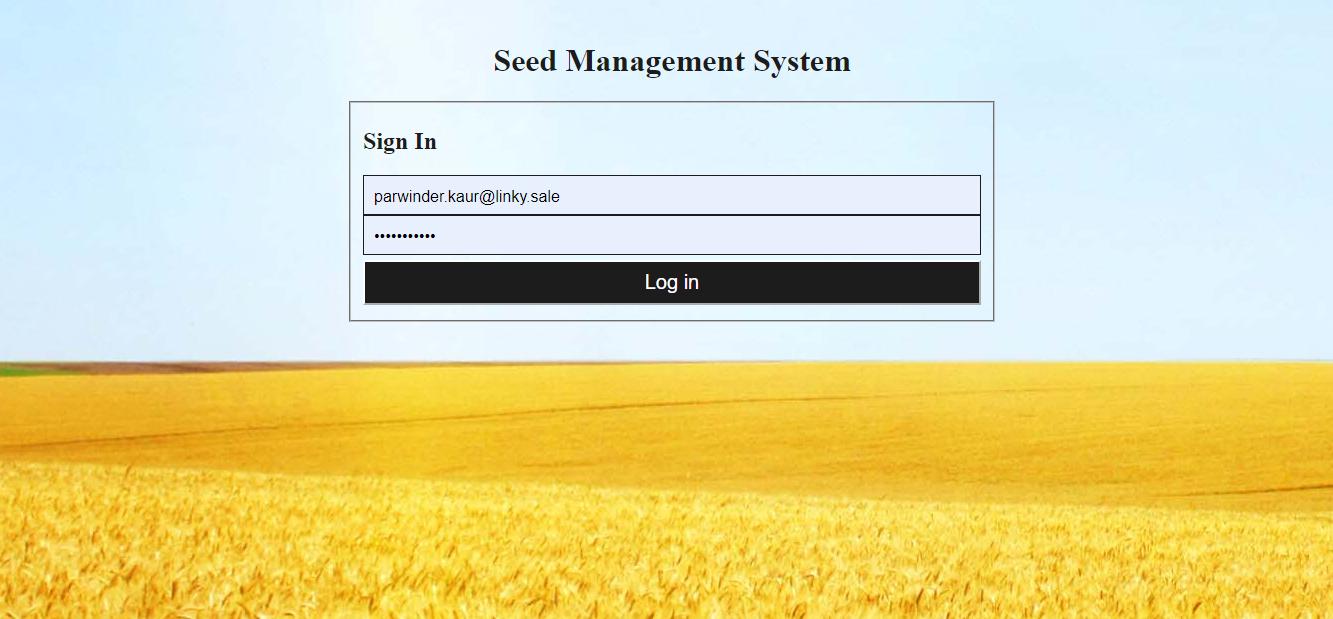 Seed Management System
Sign In
parwinder.kaur@linky.sale
•••••••••••
Log in